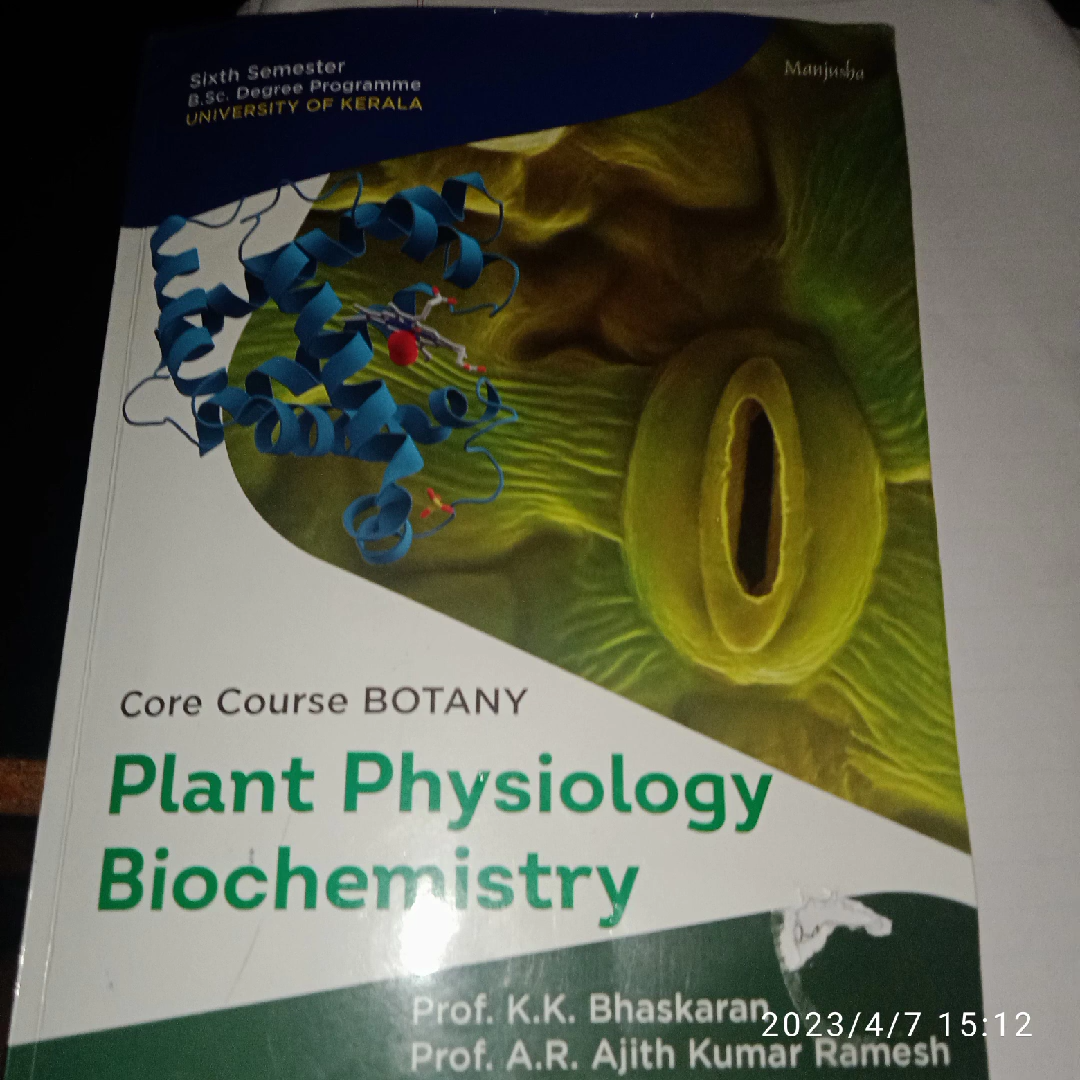 Sixth Semester
B.Sc. Degree Programme
UNIVERSITY OF KERALA
Manjusha
Core Course BOTANY
Plant Physiology
Biochemistry
Prof. K.K. Bhaskaran
Prof. A.R. Ajith Kumar Ramesh
2023/4/7 15:12